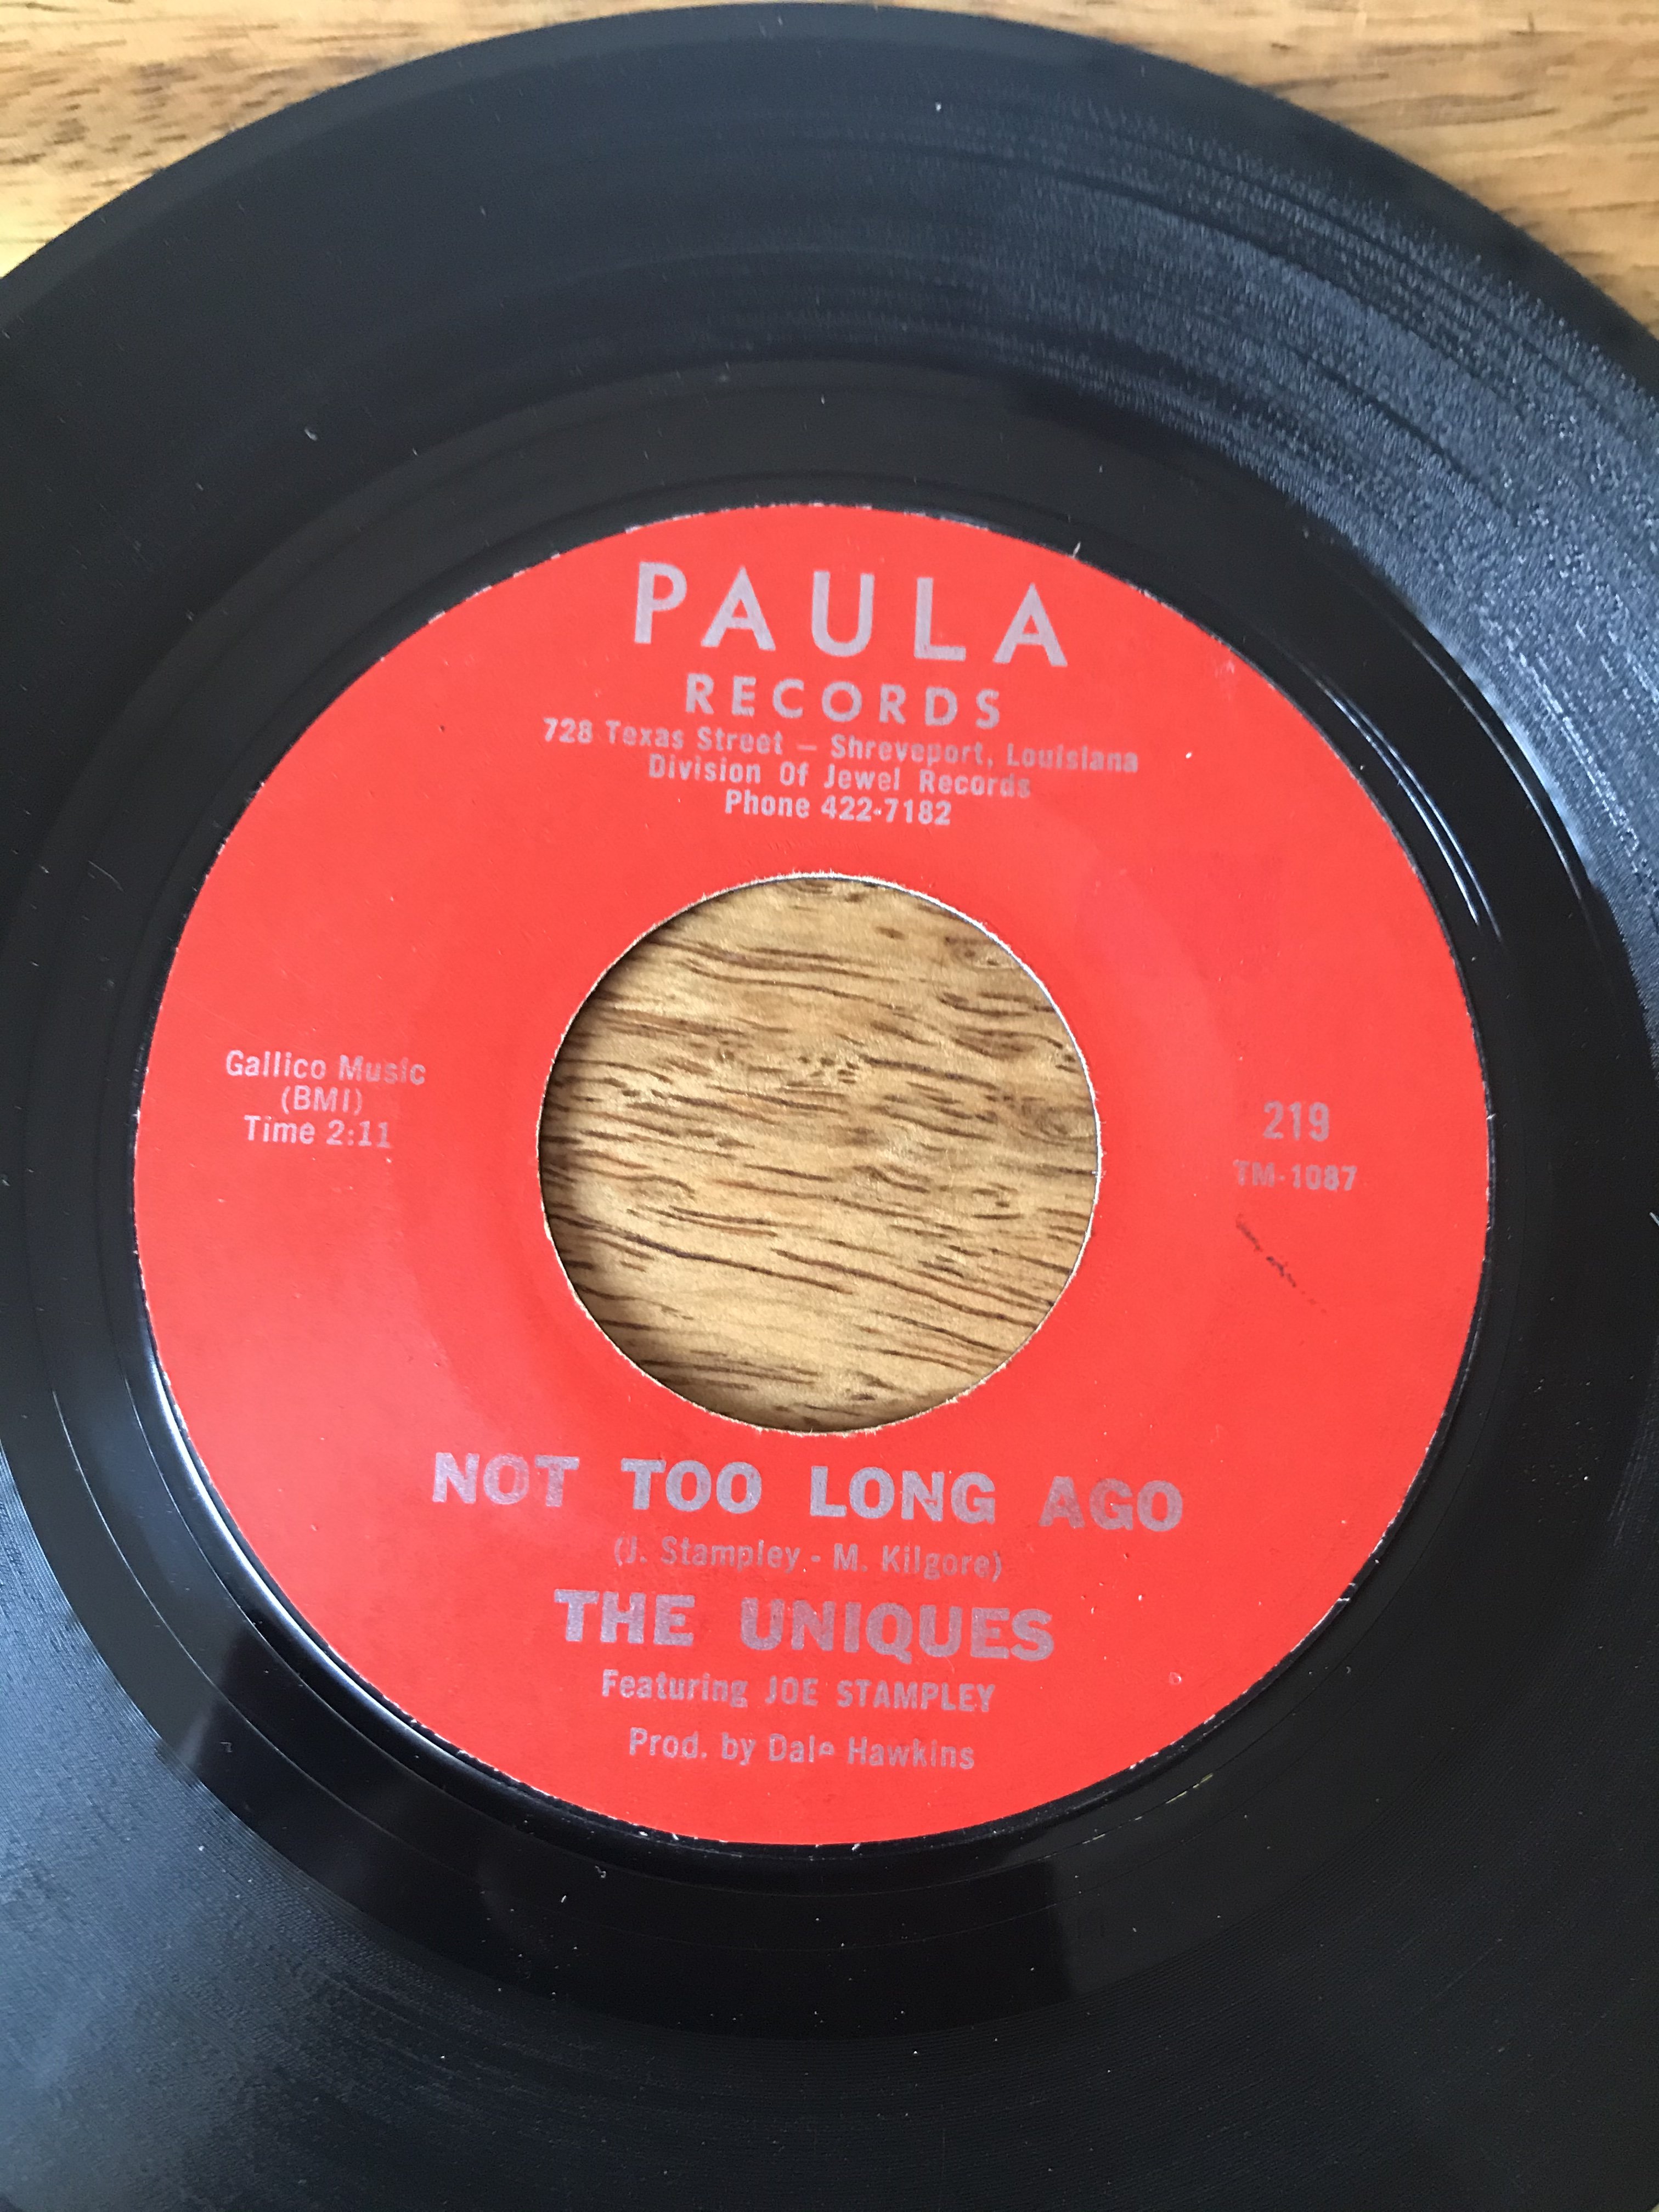 PAULA
RECORDS
728 Texas Street — Shreveport, Louisiana
Division Of Jewel Records
Phone 422-7182
Gallico Music
(BMI)
Time 2:11
219
TM-1087
NOT TOO LONG AGO
(J. Stampley - M. Kilgore)
THE UNIQUES
Featuring JOE STAMPLEY
Prod. by Dale Hawkins